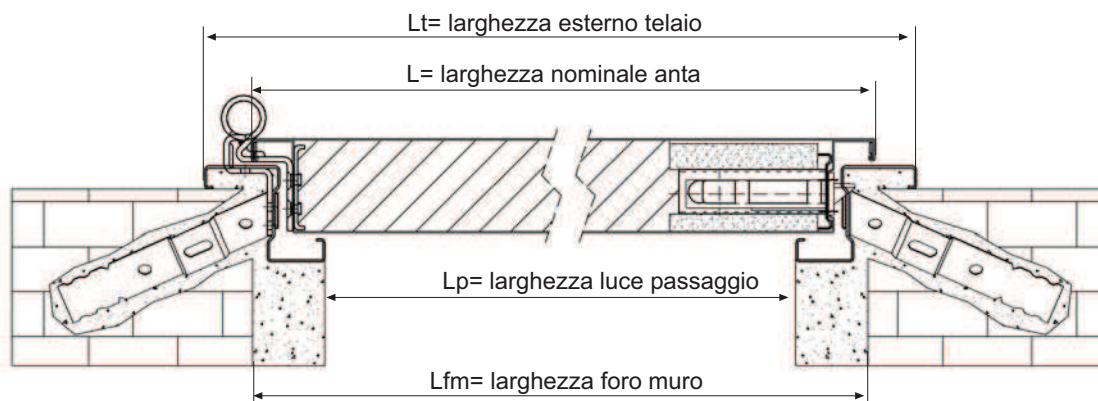 Lt= larghezza esterno telaio
L= larghezza nominale anta
Lp= larghezza luce passaggio
Lfm= larghezza foro muro